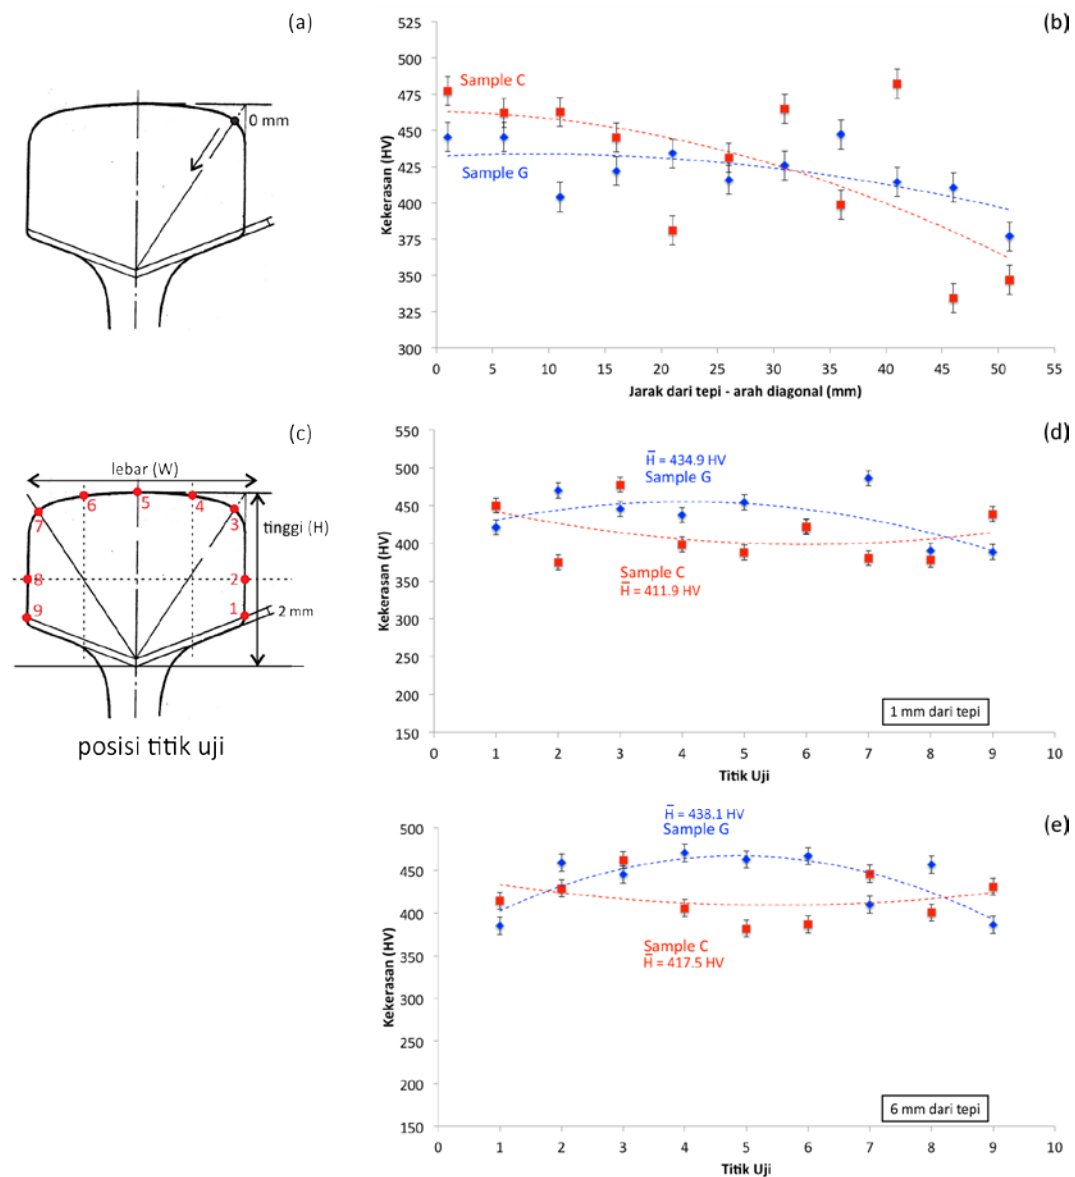 (a)
0 mm
(b)
Kekerasan (HV)
525
500
475
450
425
400
375
350
325
300
Sample C
Sample G
0 5 10 15 20 25 30 35 40 45 50 55
Jarak dari tepi - arah diagonal (mm)
(c)
lebar (W)
tinggi (H)
7 6 5 4 3
8 2
9 1
2 mm
posisi titik uji
(d)
Kekerasan (HV)
550
500
450
400
350
300
250
200
150
H̅ = 434.9 HV
Sample G
Sample C
H̅ = 411.9 HV
1 mm dari tepi
0 1 2 3 4 5 6 7 8 9 10
Titik Uji
(e)
Kekerasan (HV)
500
450
400
350
300
250
200
150
H̅ = 438.1 HV
Sample G
Sample C
H̅ = 417.5 HV
6 mm dari tepi
0 1 2 3 4 5 6 7 8 9 10
Titik Uji